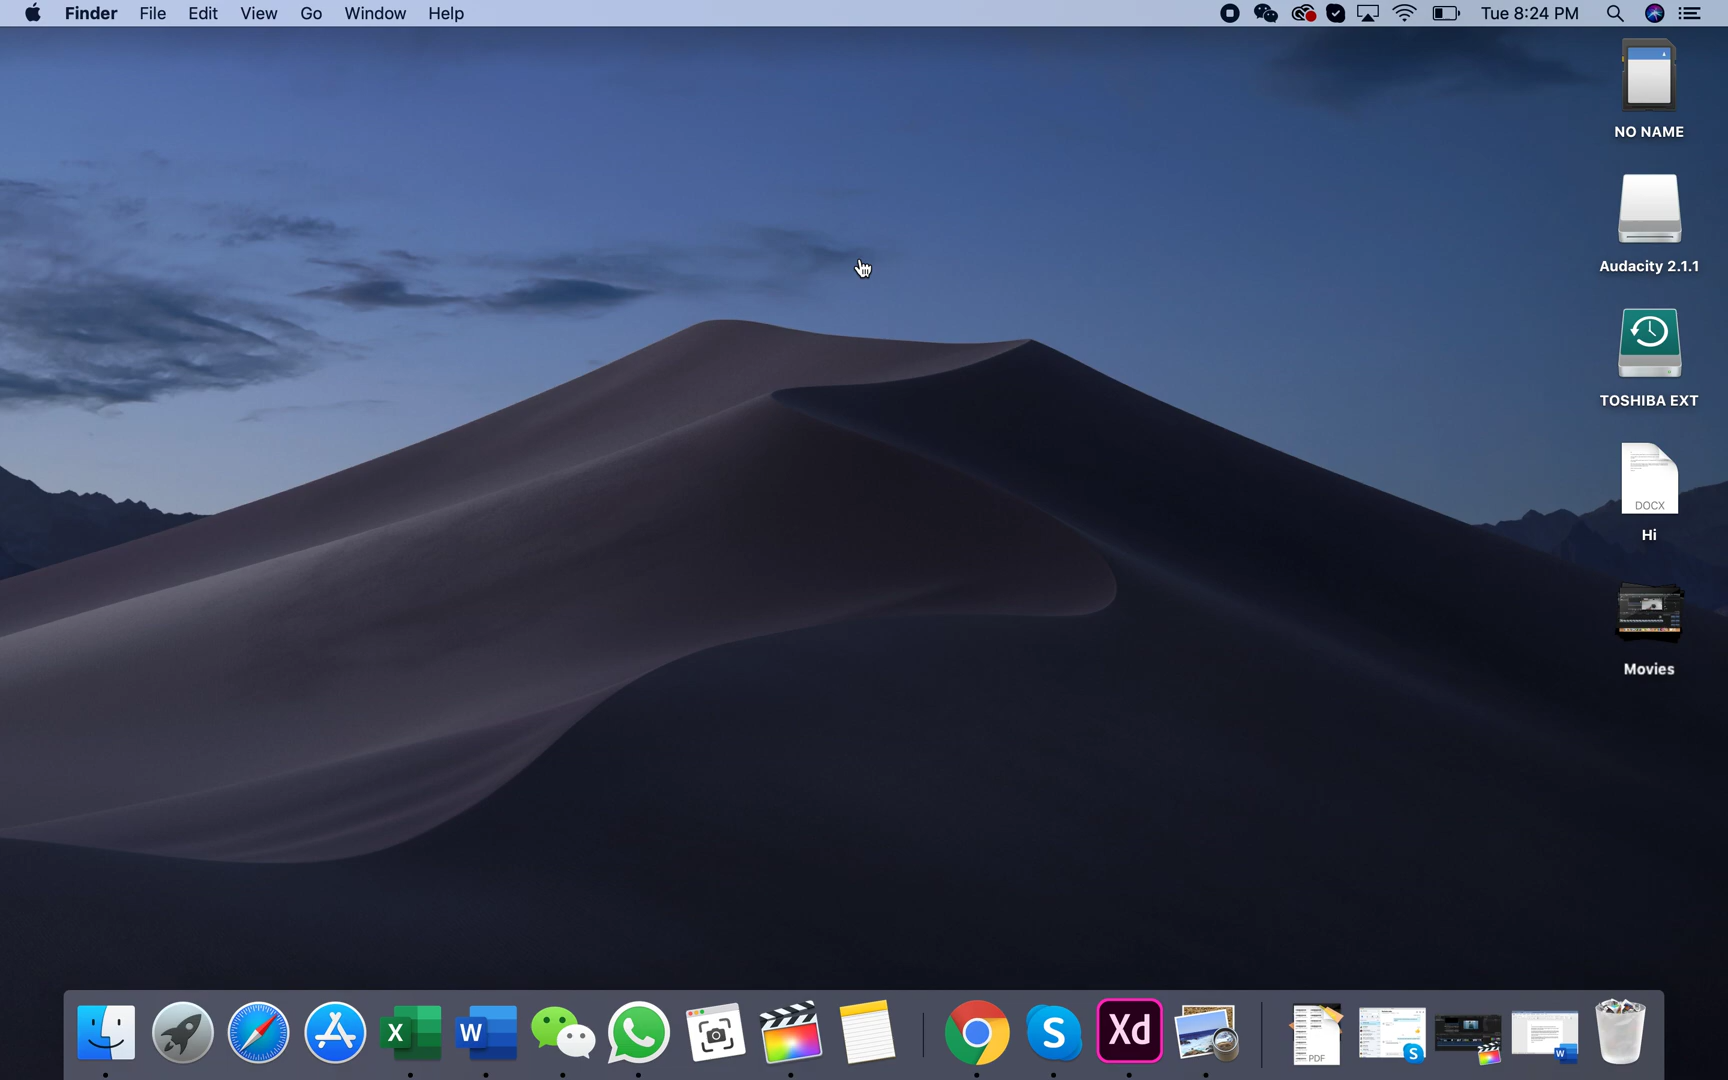 Finder File Edit View Go Window Help Tue 8:24 PM
NO NAME
Audacity 2.1.1
TOSHIBA EXT
DOCX
Hi
Movies
X
W
S
Xd
PDF
S
W